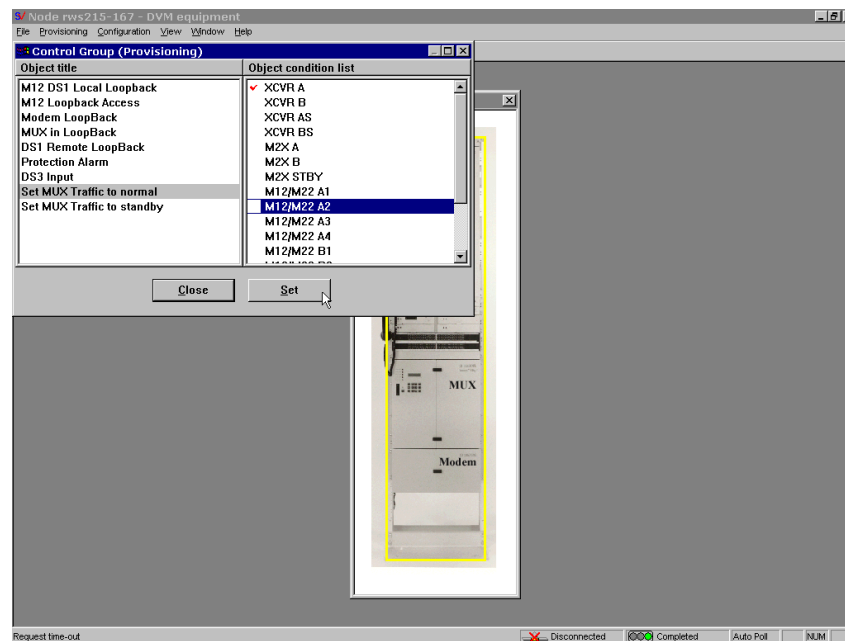 Node rws215-167 - DVM equipment
File Provisioning Configuration View Window Help
Control Group (Provisioning)
Object title
Object condition list
M12 DS1 Local Loopback
M12 Loopback Access
Modem LoopBack
MUX in LoopBack
DS1 Remote LoopBack
Protection Alarm
DS3 Input
Set MUX Traffic to normal
Set MUX Traffic to standby
XCVR A
XCVR B
XCVR AS
XCVR BS
M2X A
M2X B
M2X STBY
M12/M22 A1
M12/M22 A2
M12/M22 A3
M12/M22 A4
M12/M22 B1
Close
Set
MUX
Modem
Request time-out
Disconnected
Completed
Auto Poll
NUM